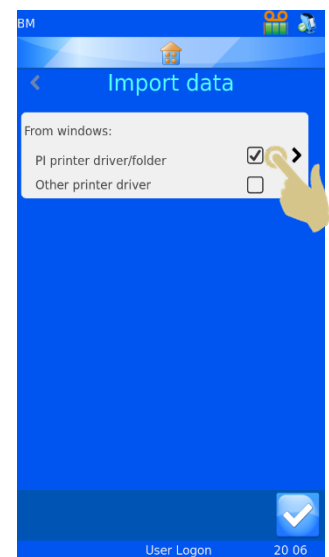 BM
Import data
From windows:
PI printer driver/folder
Other printer driver
User Logon 20 06